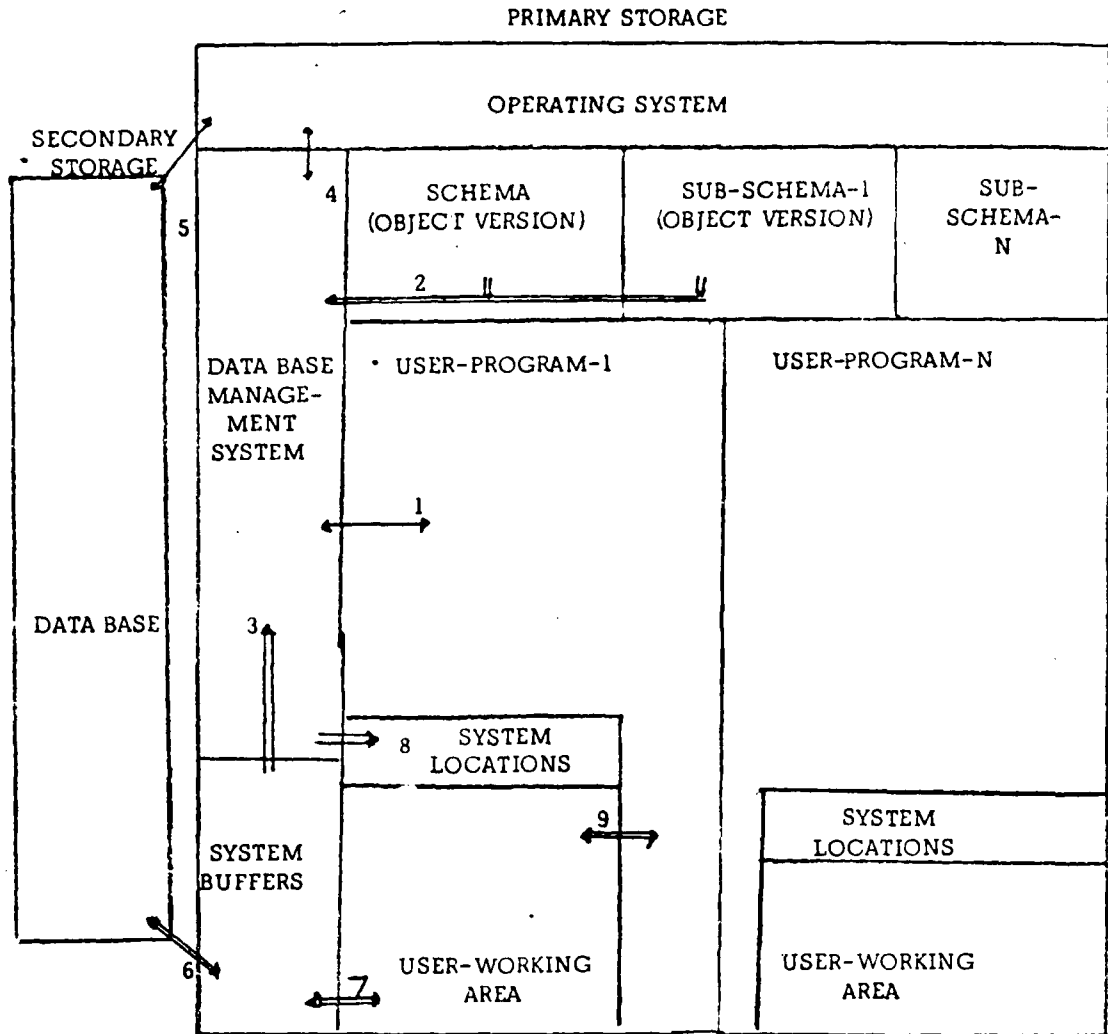 PRIMARY STORAGE
OPERATING SYSTEM
SECONDARY
STORAGE
5
4
SCHEMA
(OBJECT VERSION)
SUB-SCHEMA-1
(OBJECT VERSION)
SUB-
SCHEMA-
N
2
DATA BASE
MANAGE-
MENT
SYSTEM
USER-PROGRAM-1
USER-PROGRAM-N
1
DATA BASE
3
8
SYSTEM
LOCATIONS
9
SYSTEM
LOCATIONS
SYSTEM
BUFFERS
6
7
USER-WORKING
AREA
USER-WORKING
AREA